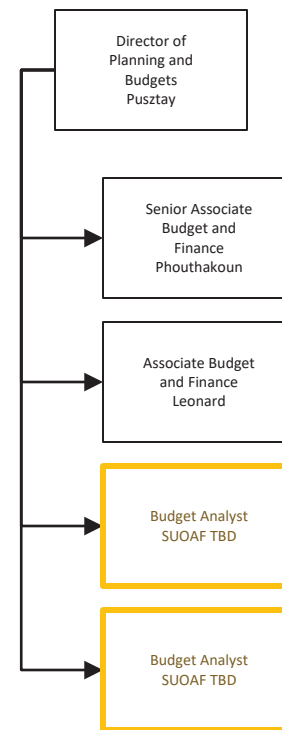 Director of
Planning and
Budgets
Pusztay
Senior Associate
Budget and
Finance
Phouthakoun
Associate Budget
and Finance
Leonard
Budget Analyst
SUOAF TBD
Budget Analyst
SUOAF TBD